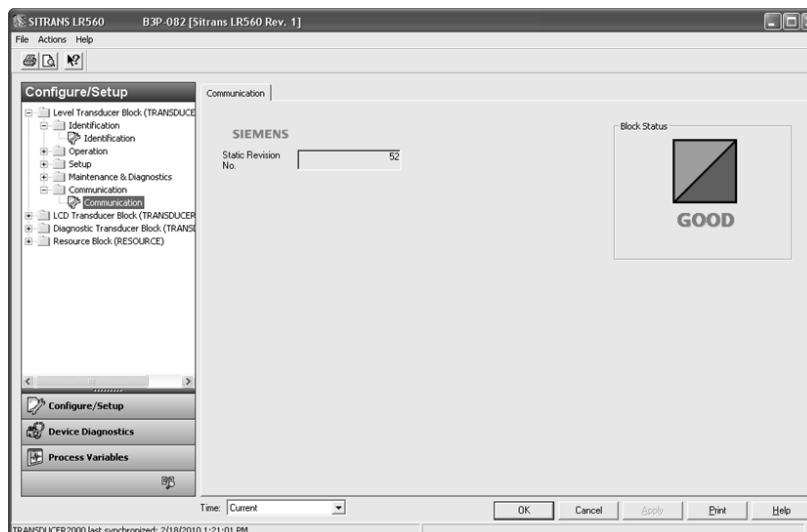 SITRANS LR560 B3P-082 [Sitrans LR560 Rev. 1]
File Actions Help
Configure/Setup
Level Transducer Block (TRANSDUCE
Identification
Identification
Operation
Setup
Maintenance & Diagnostics
Communication
Communication
LCD Transducer Block (TRANSDUCER
Diagnostic Transducer Block (TRANSI
Resource Block (RESOURCE)
Configure/Setup
Device Diagnostics
Process Variables
Communication
SIEMENS
Static Revision
No.
52
Block Status
GOOD
Time: Current
OK Cancel Apply Print Help
TRANSDUCER2000 last synchronized: 2/18/2010 1:21:01 PM